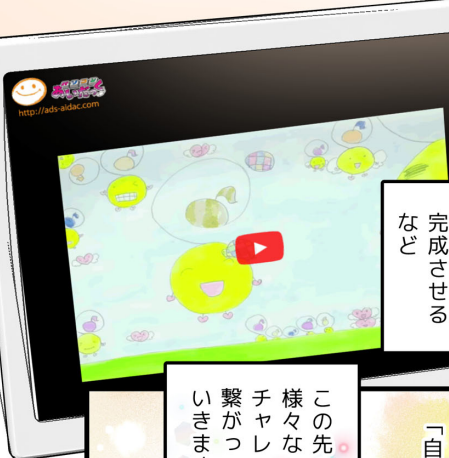 http://ads-aidac.com
完成させる
など
この先
様々な
チャレ
繋がっ
いきま
「自